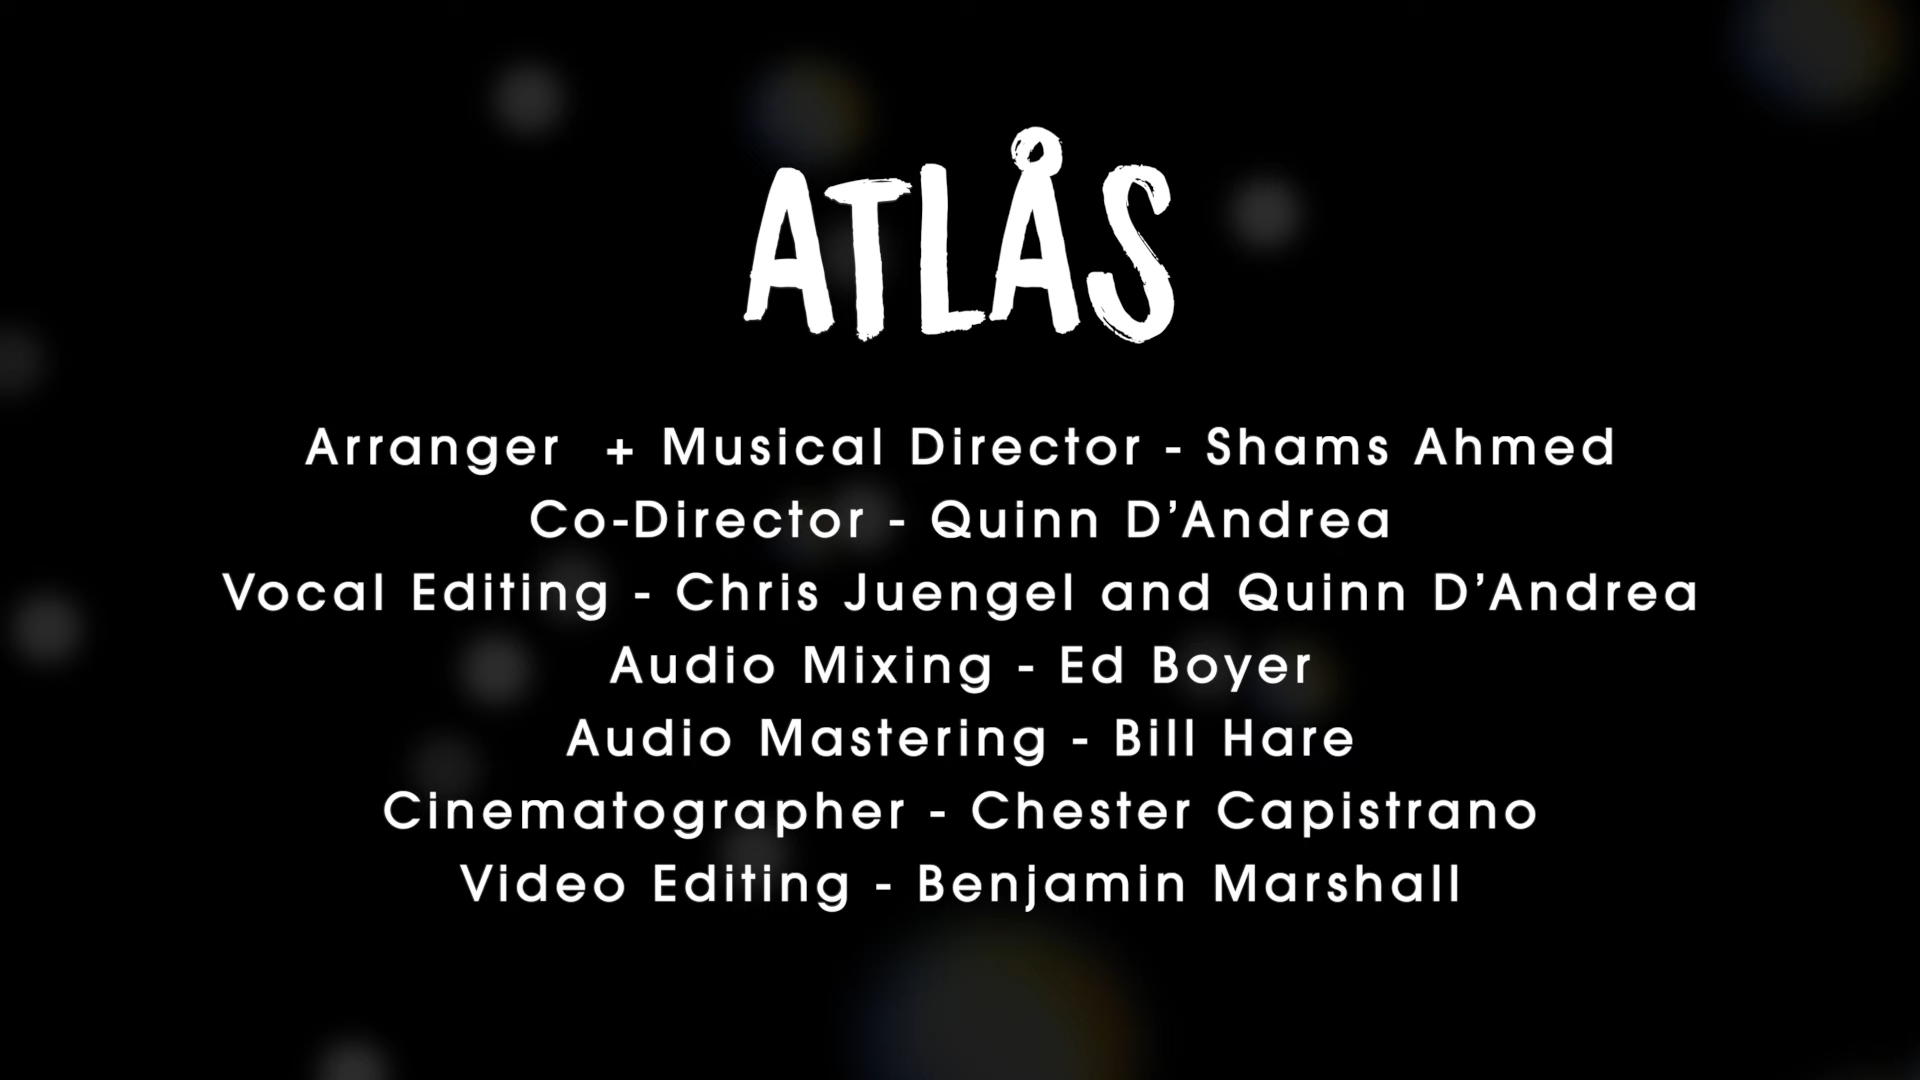 ATLÅS
Arranger + Musical Director - Shams Ahmed
Co-Director - Quinn D’Andrea
Vocal Editing - Chris Juengel and Quinn D’Andrea
Audio Mixing - Ed Boyer
Audio Mastering - Bill Hare
Cinematographer - Chester Capistrano
Video Editing - Benjamin Marshall